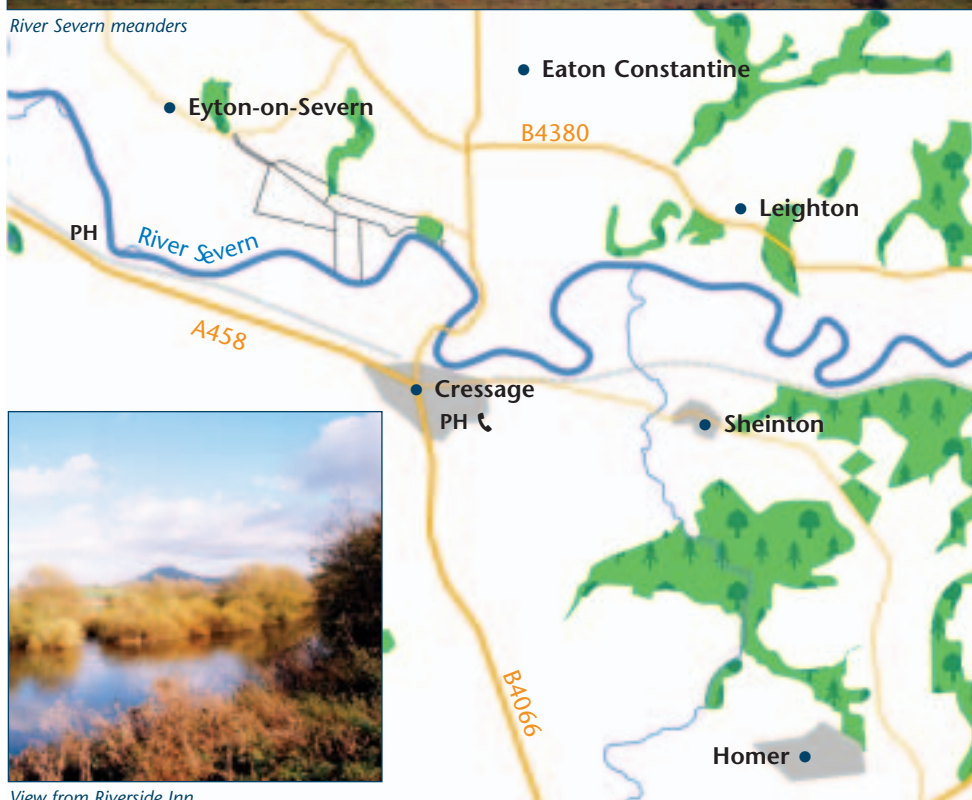 River Severn meanders
Eaton Constantine
Eyton-on-Severn
B4380
Leighton
PH
River Severn
A458
Cressage
PH
Sheinton
B4066
Homer
View from Riverside Inn